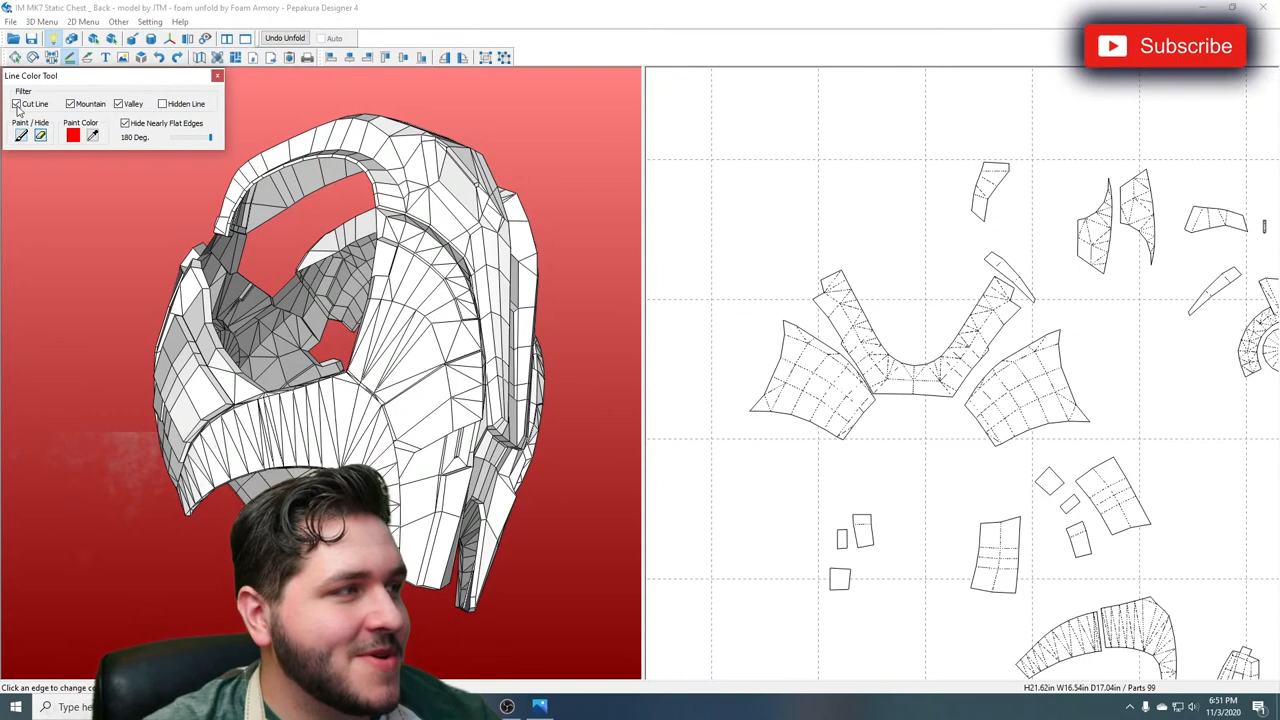 IM MK7 Static Chest _ Back - model by JTM - foam unfold by Foam Armory - Pepakura Designer 4
File 3D Menu 2D Menu Other Setting Help
Undo Unfold Auto
Subscribe
Line Color Tool
Filter
Cut Line Mountain Valley Hidden Line
Paint / Hide Paint Color Hide Nearly Flat Edges
180 Deg.
Click an edge to change co
H21.62in W16.54in D17.04in / Parts 99
Type he
6:51 PM
11/3/2020
1